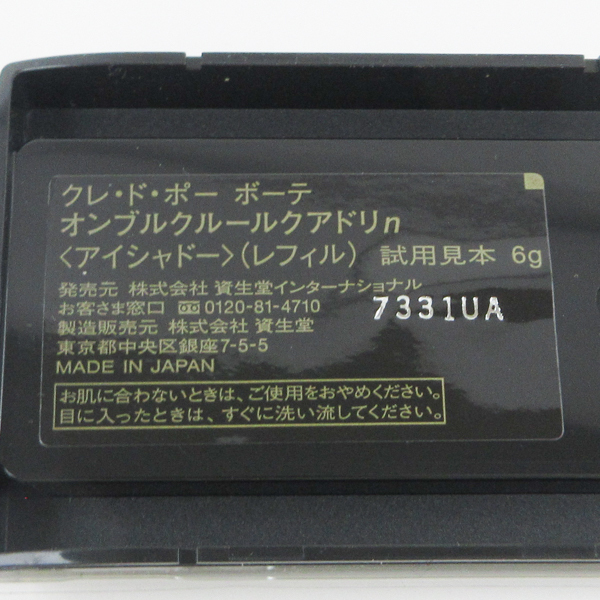 クレ・ド・ポー ボーテ
オンブルクルールクアドリn
〈アイシャドー〉(レフィル) 試用見本 6g
発売元 株式会社 資生堂インターナショナル
お客さま窓口 0120-81-4710
7331UA
製造販売元 株式会社 資生堂
東京都中央区銀座7-5-5
MADE IN JAPAN
お肌に合わないときは、ご使用をおやめください。
目に入ったときは、すぐに洗い流してください。